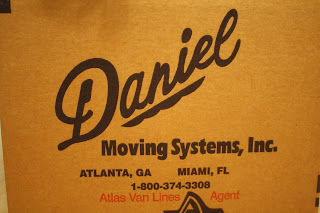 Daniel
Moving Systems, Inc.
ATLANTA, GA MIAMI, FL
1-800-374-3308
Atlas Van Lines Agent